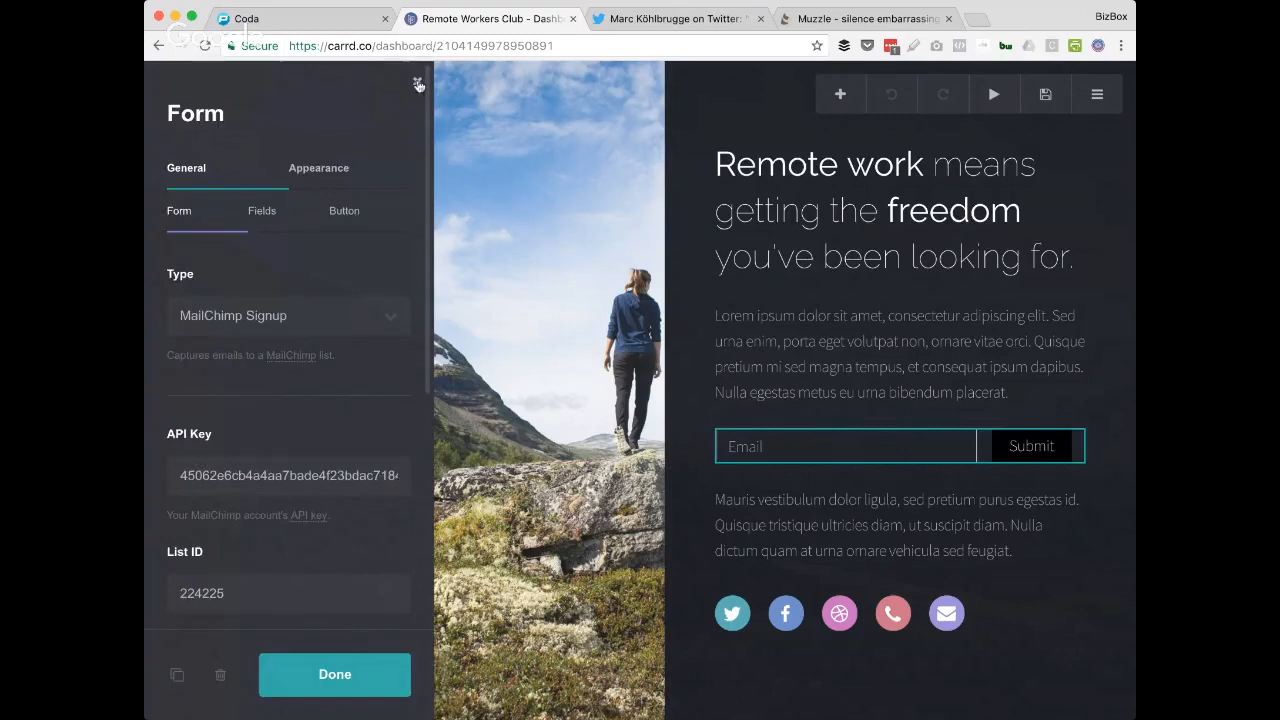 Coda
Remote Workers Club - Dashb
Marc Köhlbrugge on Twitter: "
Muzzle - silence embarrassing
BizBox
Secure
https://carrd.co/dashboard/2104149978950891
Form
General
Appearance
Form
Fields
Button
Type
MailChimp Signup
Captures emails to a MailChimp list.
API Key
45062e6cb4a4aa7bade4f23bdac718
Your MailChimp account's API key.
List ID
224225
Done
Remote work means
getting the freedom
you've been looking for.
Lorem ipsum dolor sit amet, consectetur adipiscing elit. Sed
urna enim, porta eget volutpat non, ornare vitae orci. Quisque
pretium mi sed magna tempus, et consequat ipsum dapibus.
Nulla egestas metus eu urna bibendum placerat.
Email
Submit
Mauris vestibulum dolor ligula, sed pretium purus egestas id.
Quisque tristique ultricies diam, ut suscipit diam. Nulla
dictum quam at urna ornare vehicula sed feugiat.